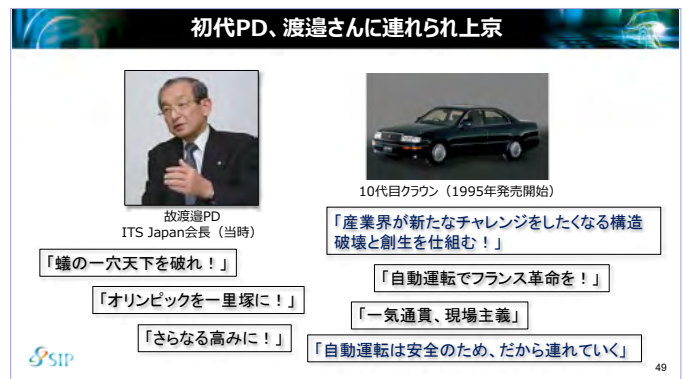 初代PD、渡邉さんに連れられ上京
故渡邉PD
ITS Japan会長（当時）
10代目クラウン（1995年発売開始）
「産業界が新たなチャレンジをしたくなる構造
破壊と創生を仕組む！」
「蟻の一穴天下を破れ！」
「自動運転でフランス革命を！」
「オリンピックを一里塚に！」
「一気通貫、現場主義」
「さらなる高みに！」
「自動運転は安全のため、だから連れていく」
SIP
49